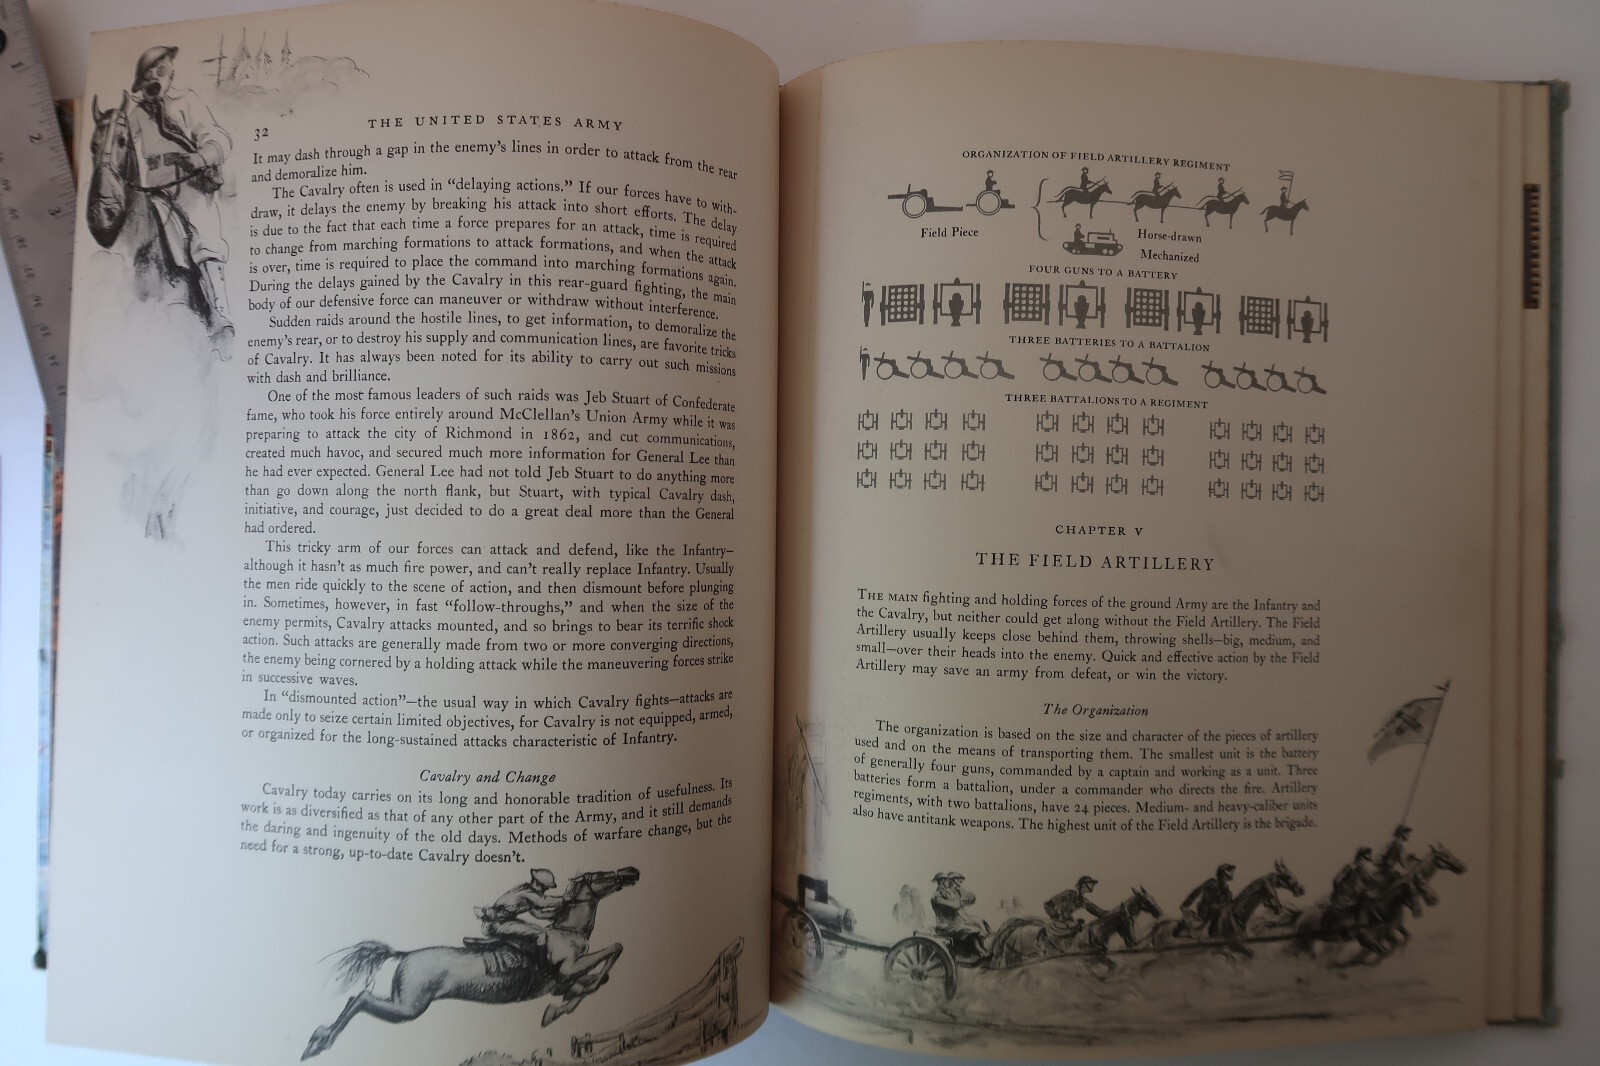 32
THE UNITED STATES ARMY
It may dash through a gap in the enemy's lines in order to attack from the rear
and demoralize him.
The Cavalry often is used in “delaying actions.” If our forces have to with-
draw, it delays the enemy by breaking his attack into short efforts. The delay
is due to the fact that each time a force prepares for an attack, time is required
to change from marching formations to attack formations, and when the attack
is over, time is required to place the command into marching formations again.
During the delays gained by the Cavalry in this rear-guard fighting, the main
body of our defensive force can maneuver or withdraw without interference.
Sudden raids around the hostile lines, to get information, to demoralize the
enemy's rear, or to destroy his supply and communication lines, are favorite tricks
of Cavalry. It has always been noted for its ability to carry out such missions
with dash and brilliance.
One of the most famous leaders of such raids was Jeb Stuart of Confederate
fame, who took his force entirely around McClellan's Union Army while it was
preparing to attack the city of Richmond in 1862, and cut communications,
created much havoc, and secured much more information for General Lee than
he had ever expected. General Lee had not told Jeb Stuart to do anything more
than go down along the north flank, but Stuart, with typical Cavalry dash,
initiative, and courage, just decided to do a great deal more than the General
had ordered.
This tricky arm of our forces can attack and defend, like the Infantry—
although it hasn't as much fire power, and can't really replace Infantry. Usually
the men ride quickly to the scene of action, and then dismount before plunging
in. Sometimes, however, in fast “follow-throughs,” and when the size of the
enemy permits, Cavalry attacks mounted, and so brings to bear its terrific shock
action. Such attacks are generally made from two or more converging directions,
the enemy being cornered by a holding attack while the maneuvering forces strike
in successive waves.
In “dismounted action”—the usual way in which Cavalry fights—attacks are
made only to seize certain limited objectives, for Cavalry is not equipped, armed,
or organized for the long-sustained attacks characteristic of Infantry.
Cavalry and Change
Cavalry today carries on its long and honorable tradition of usefulness. Its
work is as diversified as that of any other part of the Army, and it still demands
the daring and ingenuity of the old days. Methods of warfare change, but the
need for a strong, up-to-date Cavalry doesn't.
ORGANIZATION OF FIELD ARTILLERY REGIMENT
Field Piece
Horse-drawn
Mechanized
FOUR GUNS TO A BATTERY
THREE BATTERIES TO A BATTALION
THREE BATTALIONS TO A REGIMENT
CHAPTER V
THE FIELD ARTILLERY
THE MAIN fighting and holding forces of the ground Army are the Infantry and
the Cavalry, but neither could get along without the Field Artillery. The Field
Artillery usually keeps close behind them, throwing shells—big, medium, and
small—over their heads into the enemy. Quick and effective action by the Field
Artillery may save an army from defeat, or win the victory.
The Organization
The organization is based on the size and character of the pieces of artillery
used and on the means of transporting them. The smallest unit is the battery
of generally four guns, commanded by a captain and working as a unit. Three
batteries form a battalion, under a commander who directs the fire. Artillery
regiments, with two battalions, have 24 pieces. Medium- and heavy-caliber units
also have antitank weapons. The highest unit of the Field Artillery is the brigade.
1
2
3